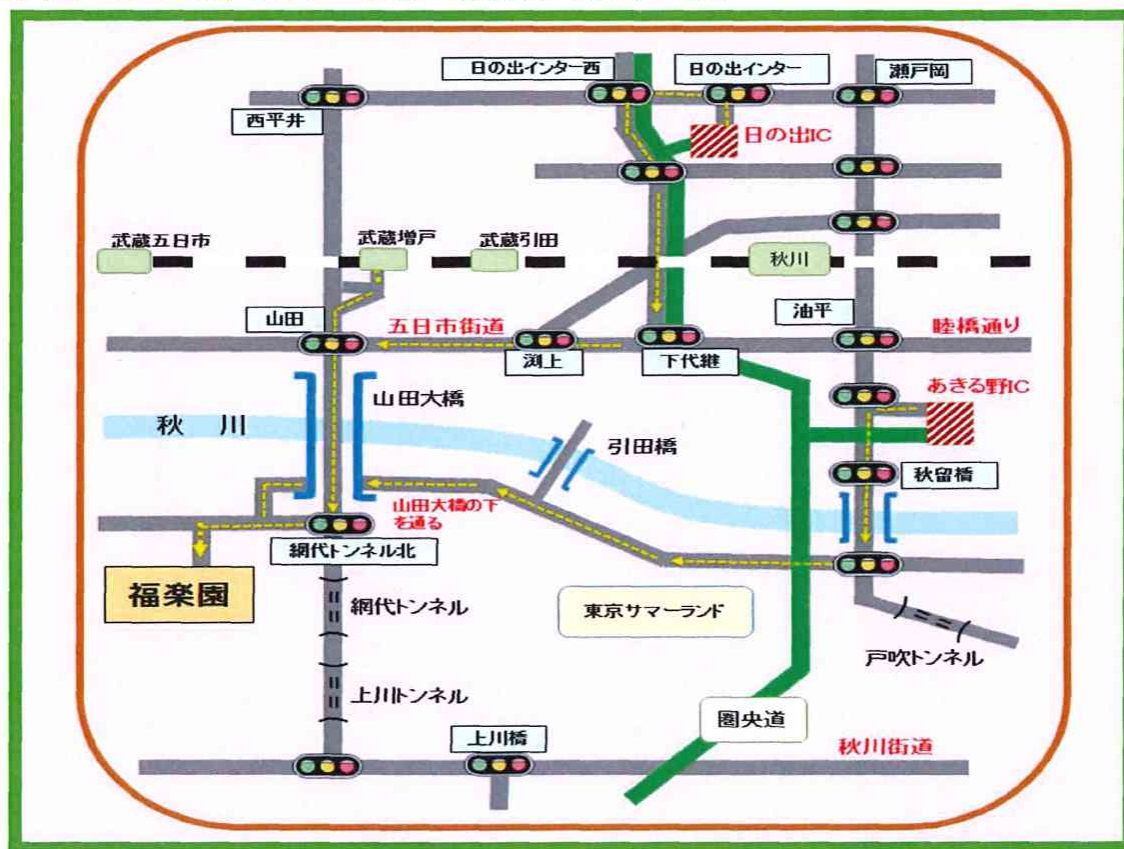 日の出インター西
日の出インター
瀬戸岡
西平井
日の出IC
武蔵五日市
武蔵増戸
武蔵引田
秋川
山田
五日市街道
油平
睦橋通り
渕上
下代継
あきる野IC
山田大橋
秋 川
引田橋
秋留橋
山田大橋の下
を通る
網代トンネル北
福楽園
網代トンネル
東京サマーランド
戸吹トンネル
上川トンネル
圏央道
上川橋
秋川街道